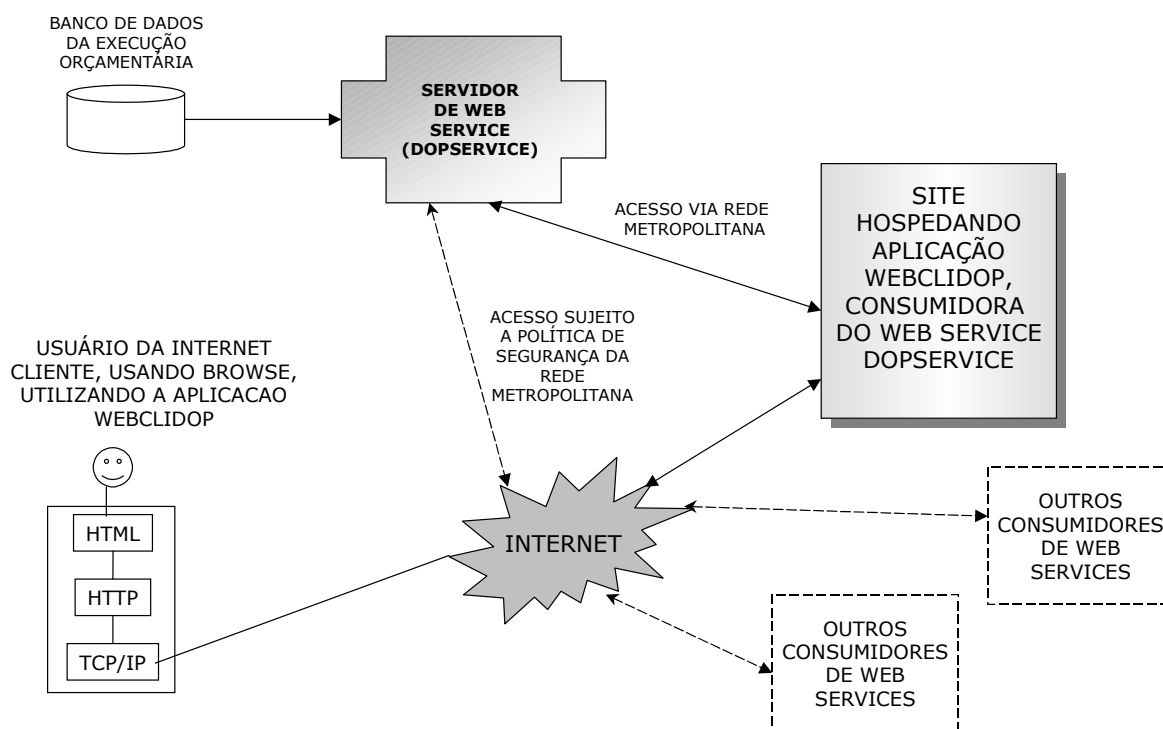 BANCO DE DADOS
DA EXECUÇÃO
ORÇAMENTÁRIA
SERVIDOR
DE WEB
SERVICE
(DOPSERVICE)
ACESSO VIA REDE
METROPOLITANA
SITE
HOSPEDANDO
APLICAÇÃO
WEBCLIDOP,
CONSUMIDORA
DO WEB SERVICE
DOPSERVICE
ACESSO SUJEITO
A POLÍTICA DE
SEGURANÇA DA
REDE
METROPOLITANA
USUÁRIO DA INTERNET
CLIENTE, USANDO BROWSE,
UTILIZANDO A APLICACAO
WEBCLIDOP
HTML
HTTP
TCP/IP
INTERNET
OUTROS
CONSUMIDORES
DE WEB
SERVICES
OUTROS
CONSUMIDORES
DE WEB
SERVICES